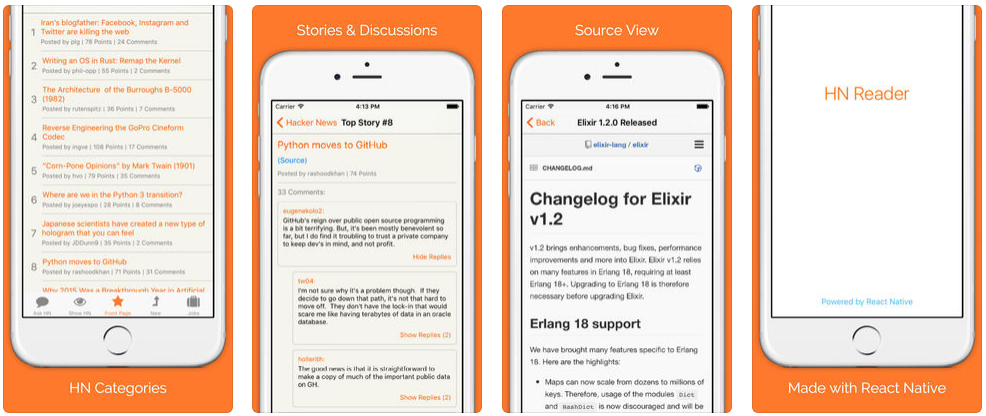 1 Iran's blogfather: Facebook, Instagram and
Twitter are killing the web
Posted by plg | 78 Points | 24 Comments
2 Writing an OS in Rust: Remap the Kernel
Posted by phil-opp | 55 Points | 2 Comments
3 The Architecture of the Burroughs B-5000
(1982)
Posted by rutenspitz | 36 Points | 7 Comments
4 Reverse Engineering the GoPro Cineform
Codec
Posted by ingve | 108 Points | 17 Comments
5 "Corn-Pone Opinions" by Mark Twain (1901)
Posted by hvo | 79 Points | 35 Comments
6 Where are we in the Python 3 transition?
Posted by joeyespo | 28 Points | 8 Comments
7 Japanese scientists have created a new type of
hologram that you can feel
Posted by JDDunn9 | 35 Points | 2 Comments
8 Python moves to GitHub
Posted by rashoodkhan | 71 Points | 31 Comments
Why 2015 Was a Breakthrough Year in Artificial
Ask HN
Show HN
Front Page
New
Jobs
HN Categories
Stories & Discussions
Carrier 4:13 PM
Hacker News Top Story #8
Python moves to GitHub
(Source)
Posted by rashoodkhan | 74 Points
33 Comments:
eugenekolo2:
GitHub's reign over public open source programming
is a bit terrifying. But, it's been mostly benevolent so
far, but I do find it troubling to trust a private company
to keep dev's in mind, and not profit.
Hide Replies
tw04:
I'm not sure why it's a problem though. If they
decide to go down that path, it's not that hard to
move off. They don't have the lock-in that would
scare me like having terabytes of data in an oracle
database.
Show Replies (2)
hollerith:
The good news is that it is straightforward to
make a copy of much of the important public data
on GH.
Show Replies (2)
Source View
Carrier 4:16 PM
Back Elixir 1.2.0 Released
elixir-lang / elixir
CHANGELOG.md
Changelog for Elixir
v1.2
v1.2 brings enhancements, bug fixes, performance
improvements and more into Elixir. Elixir v1.2 relies
on many features in Erlang 18, requiring at least
Erlang 18+. Upgrading to Erlang 18 is therefore
necessary before upgrading Elixir.
Erlang 18 support
We have brought many features specific to Erlang
18. Here are the highlights:
• Maps can now scale from dozens to millions of
keys. Therefore, usage of the modules Dict
and HashDict is now discouraged and will be
HN Reader
Powered by React Native
Made with React Native